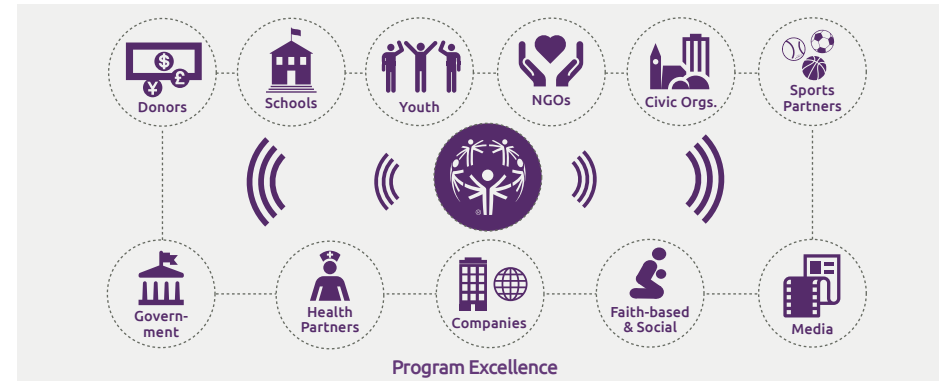 $
£
¥
Donors
Schools
Youth
NGOs
Civic Orgs.
Sports
Partners
®
Govern-
ment
Health
Partners
Companies
Faith-based
& Social
Media
Program Excellence